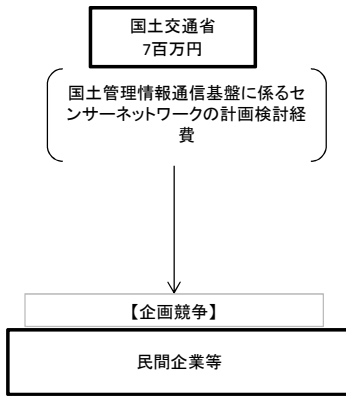 国土交通省
7百万円
国土管理情報通信基盤に係るセ
ンサーネットワークの計画検討経
費
【企画競争】
民間企業等